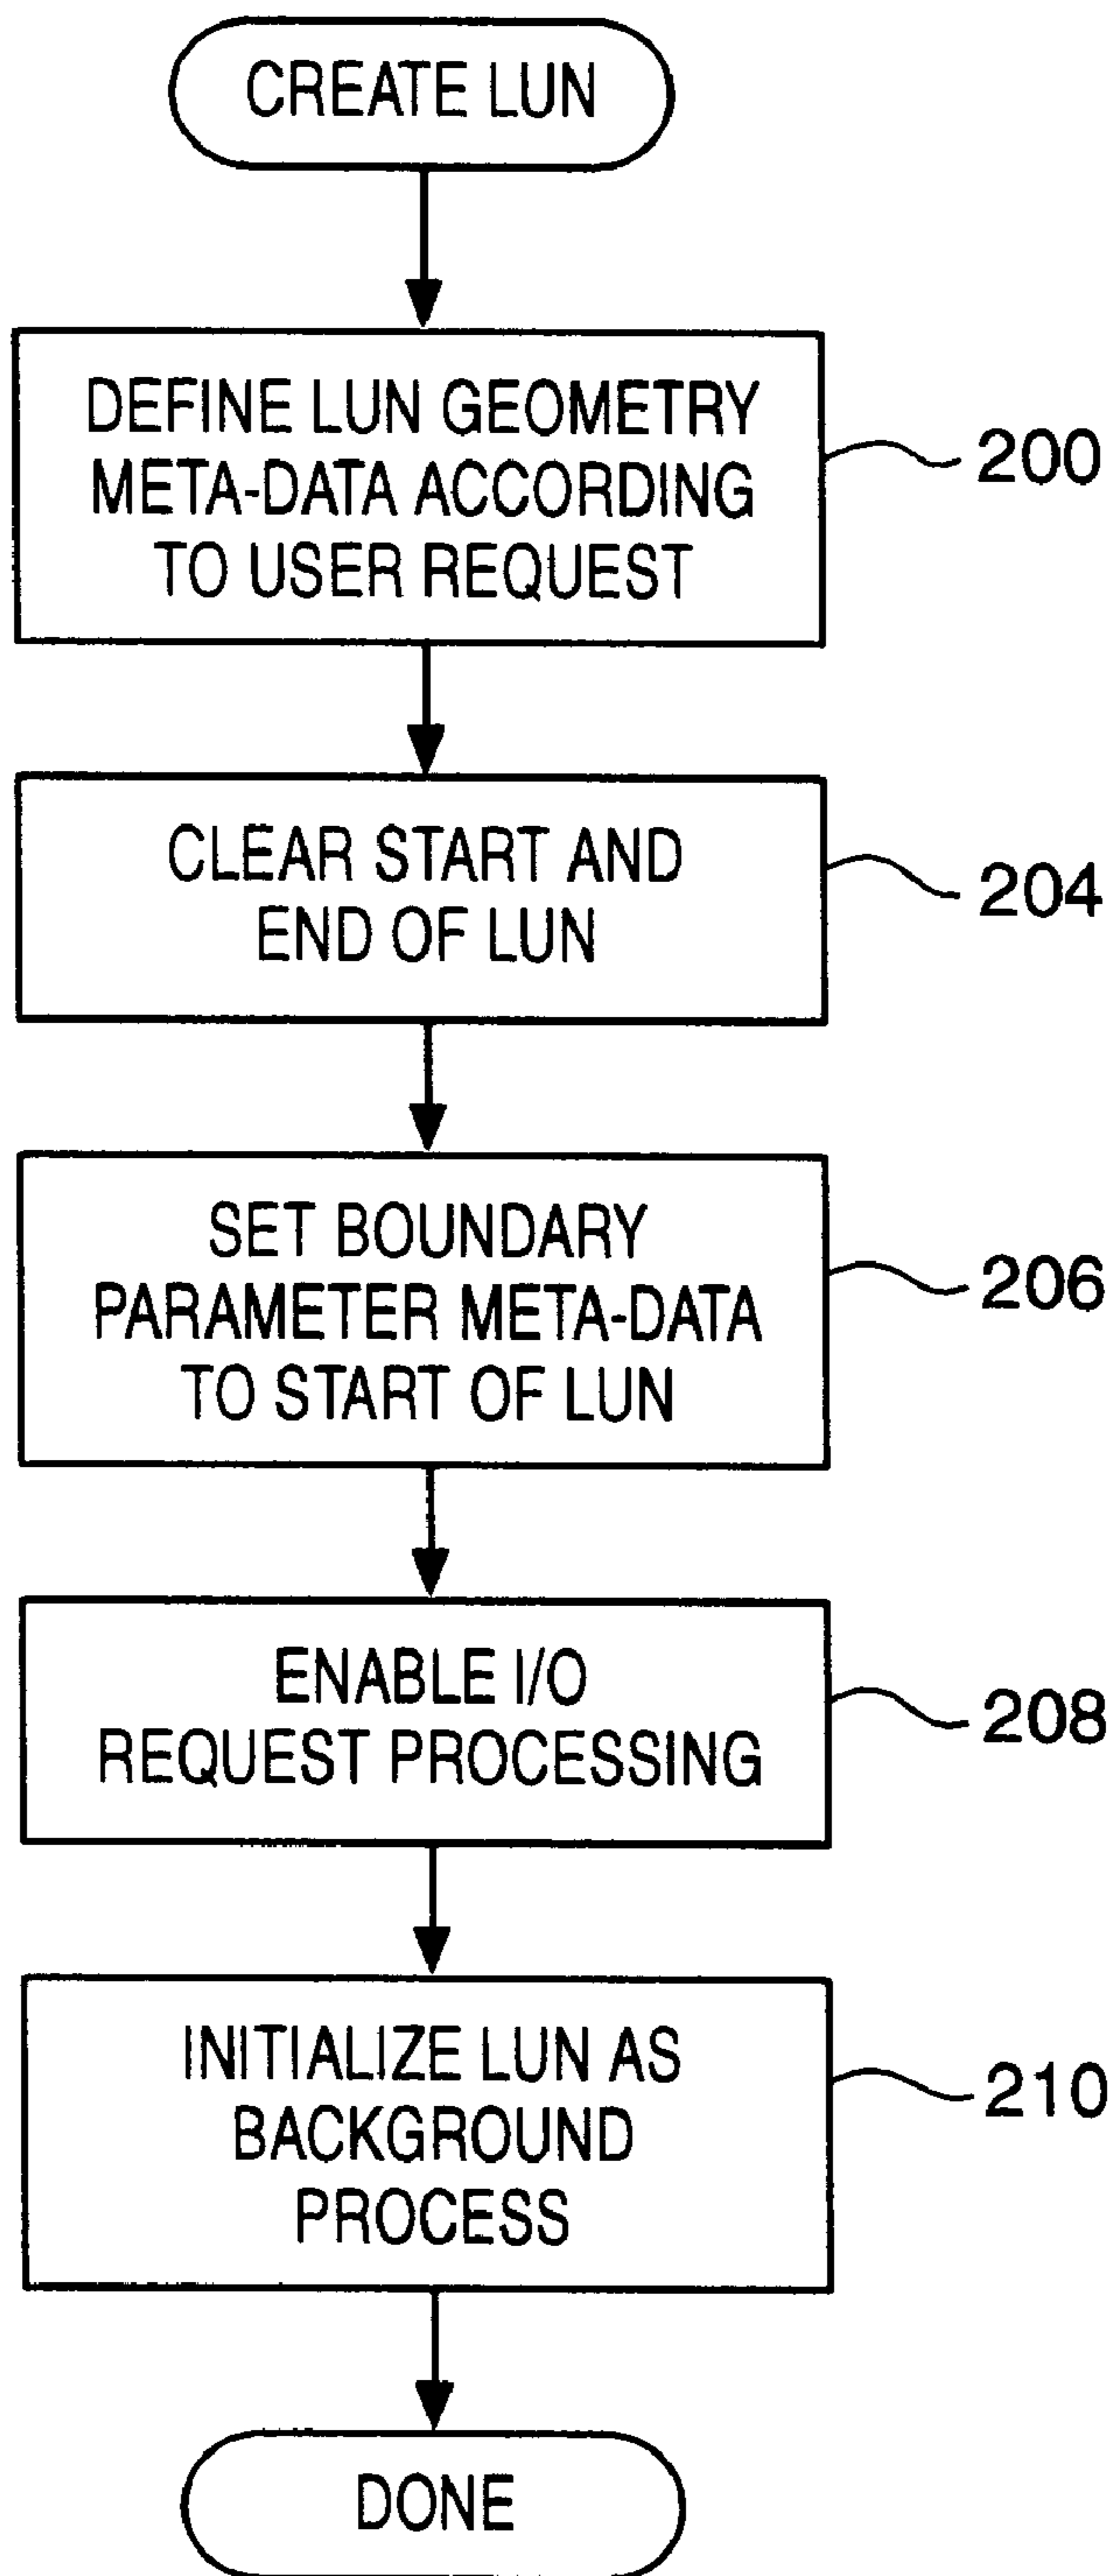 CREATE LUN
DEFINE LUN GEOMETRY
META-DATA ACCORDING
TO USER REQUEST
200
CLEAR START AND
END OF LUN
204
SET BOUNDARY
PARAMETER META-DATA
TO START OF LUN
206
ENABLE I/O
REQUEST PROCESSING
208
INITIALIZE LUN AS
BACKGROUND
PROCESS
210
DONE